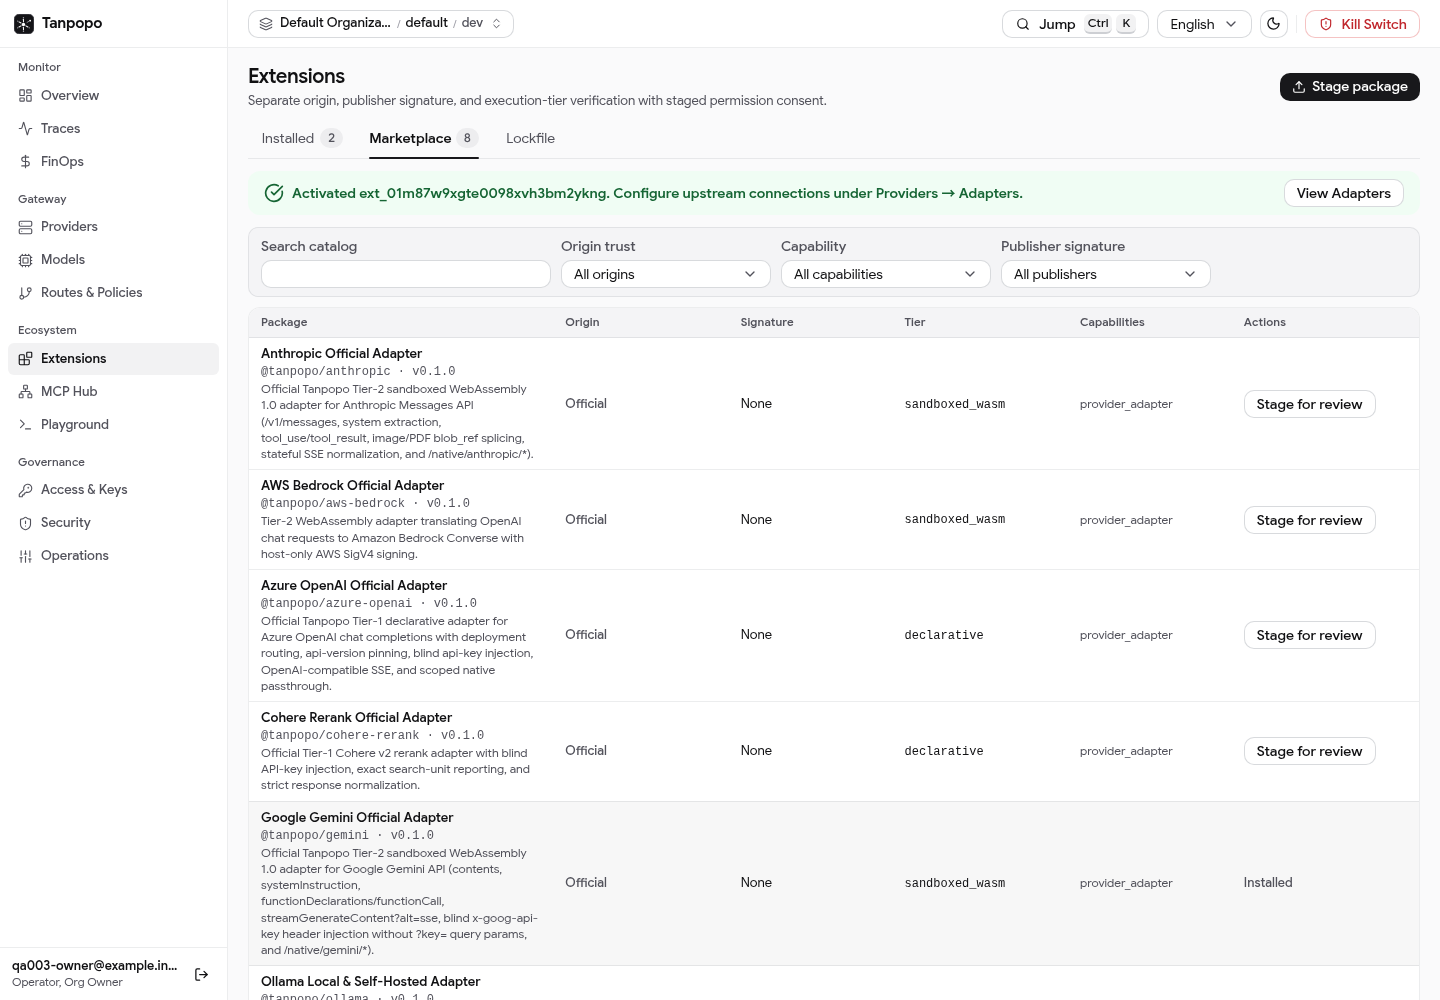 Tanpopo
Default Organiza... / default / dev
Jump Ctrl K
English
Kill Switch
Monitor
Overview
Traces
FinOps
Gateway
Providers
Models
Routes & Policies
Ecosystem
Extensions
MCP Hub
Playground
Governance
Access & Keys
Security
Operations
qa003-owner@example.in...
Operator, Org Owner
Extensions
Separate origin, publisher signature, and execution-tier verification with staged permission consent.
Stage package
Installed 2
Marketplace 8
Lockfile
Activated ext_01m87w9xgte0098xvh3bm2ykng. Configure upstream connections under Providers → Adapters.
View Adapters
Search catalog
Origin trust
All origins
Capability
All capabilities
Publisher signature
All publishers
Package Origin Signature Tier Capabilities Actions
Anthropic Official Adapter
@tanpopo/anthropic · v0.1.0
Official Tanpopo Tier-2 sandboxed WebAssembly
1.0 adapter for Anthropic Messages API
(/v1/messages, system extraction,
tool_use/tool_result, image/PDF blob_ref splicing,
stateful SSE normalization, and /native/anthropic/*).
Official None sandboxed_wasm provider_adapter Stage for review
AWS Bedrock Official Adapter
@tanpopo/aws-bedrock · v0.1.0
Tier-2 WebAssembly adapter translating OpenAI
chat requests to Amazon Bedrock Converse with
host-only AWS SigV4 signing.
Official None sandboxed_wasm provider_adapter Stage for review
Azure OpenAI Official Adapter
@tanpopo/azure-openai · v0.1.0
Official Tanpopo Tier-1 declarative adapter for
Azure OpenAI chat completions with deployment
routing, api-version pinning, blind api-key injection,
OpenAI-compatible SSE, and scoped native
passthrough.
Official None declarative provider_adapter Stage for review
Cohere Rerank Official Adapter
@tanpopo/cohere-rerank · v0.1.0
Official Tier-1 Cohere v2 rerank adapter with blind
API-key injection, exact search-unit reporting, and
strict response normalization.
Official None declarative provider_adapter Stage for review
Google Gemini Official Adapter
@tanpopo/gemini · v0.1.0
Official Tanpopo Tier-2 sandboxed WebAssembly
1.0 adapter for Google Gemini API (contents,
systemInstruction,
functionDeclarations/functionCall,
streamGenerateContent?alt=sse, blind x-goog-api-
key header injection without ?key= query params,
and /native/gemini/*).
Official None sandboxed_wasm provider_adapter Installed
Ollama Local & Self-Hosted Adapter
@tanpopo/ollama · v0.1.0